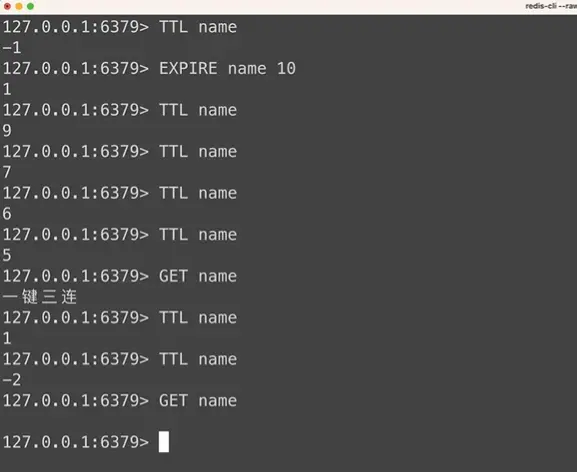 redis-cli --raw
127.0.0.1:6379> TTL name
-1
127.0.0.1:6379> EXPIRE name 10
1
127.0.0.1:6379> TTL name
9
127.0.0.1:6379> TTL name
7
127.0.0.1:6379> TTL name
6
127.0.0.1:6379> TTL name
5
127.0.0.1:6379> GET name
一键三连
127.0.0.1:6379> TTL name
1
127.0.0.1:6379> TTL name
-2
127.0.0.1:6379> GET name
127.0.0.1:6379>